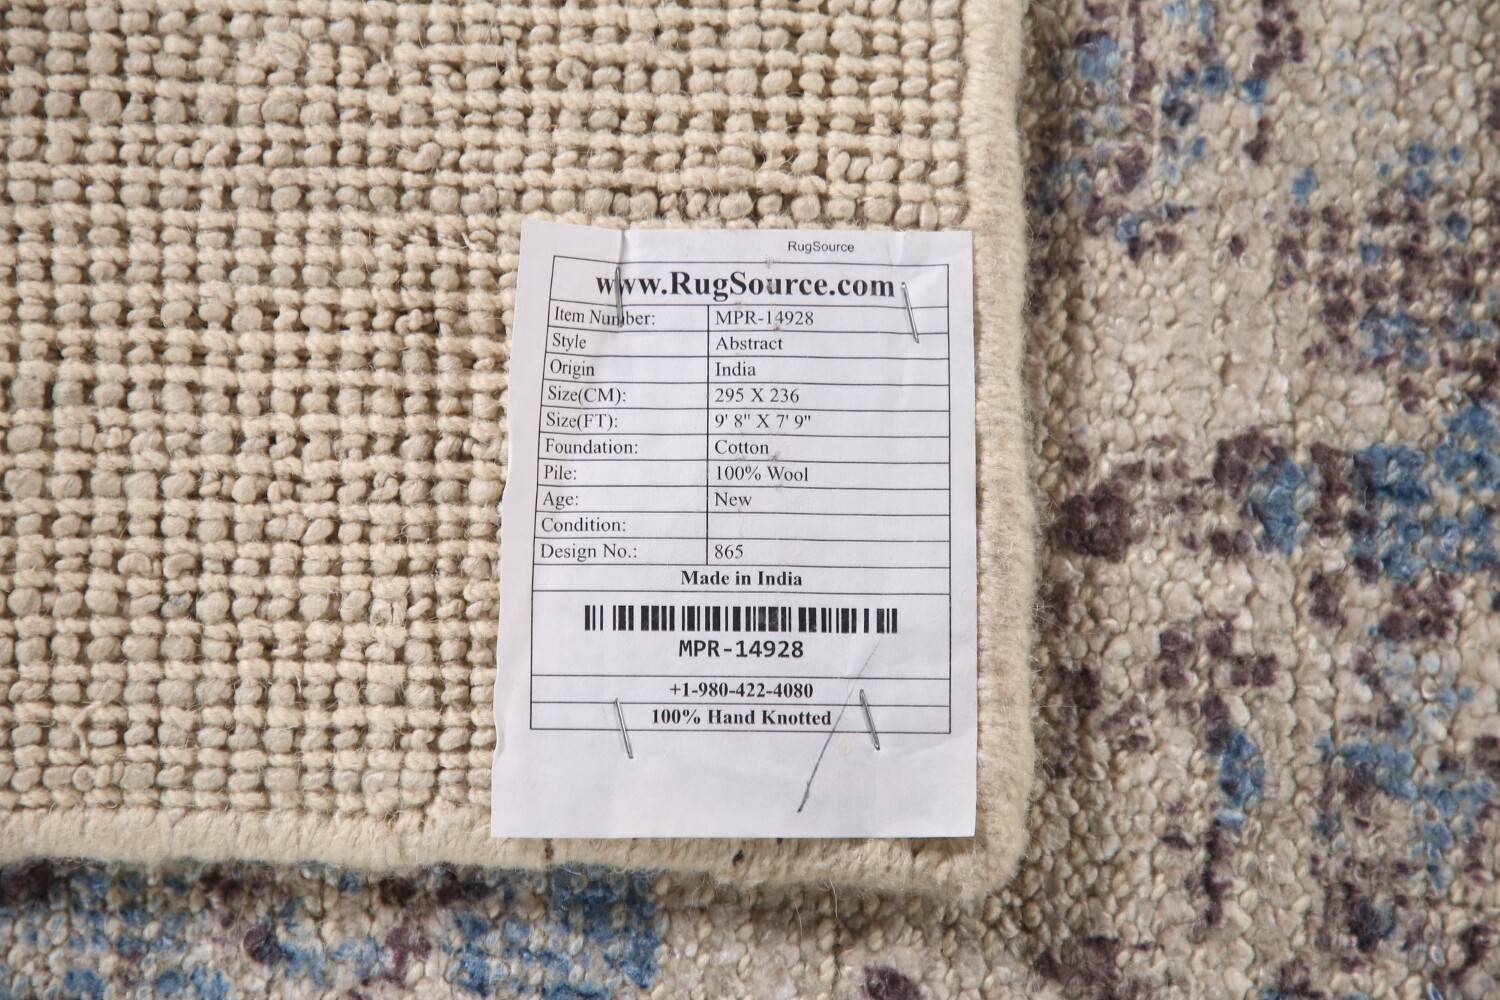 RugSource
www.RugSource.com
Item Number: MPR-14928
Style Abstract
Origin India
Size(CM): 295 X 236
Size(FT): 9' 8" X 7' 9"
Foundation: Cotton
Pile: 100% Wool
Age: New
Condition:
Design No.: 865
Made in India
MPR-14928
+1-980-422-4080
100% Hand Knotted